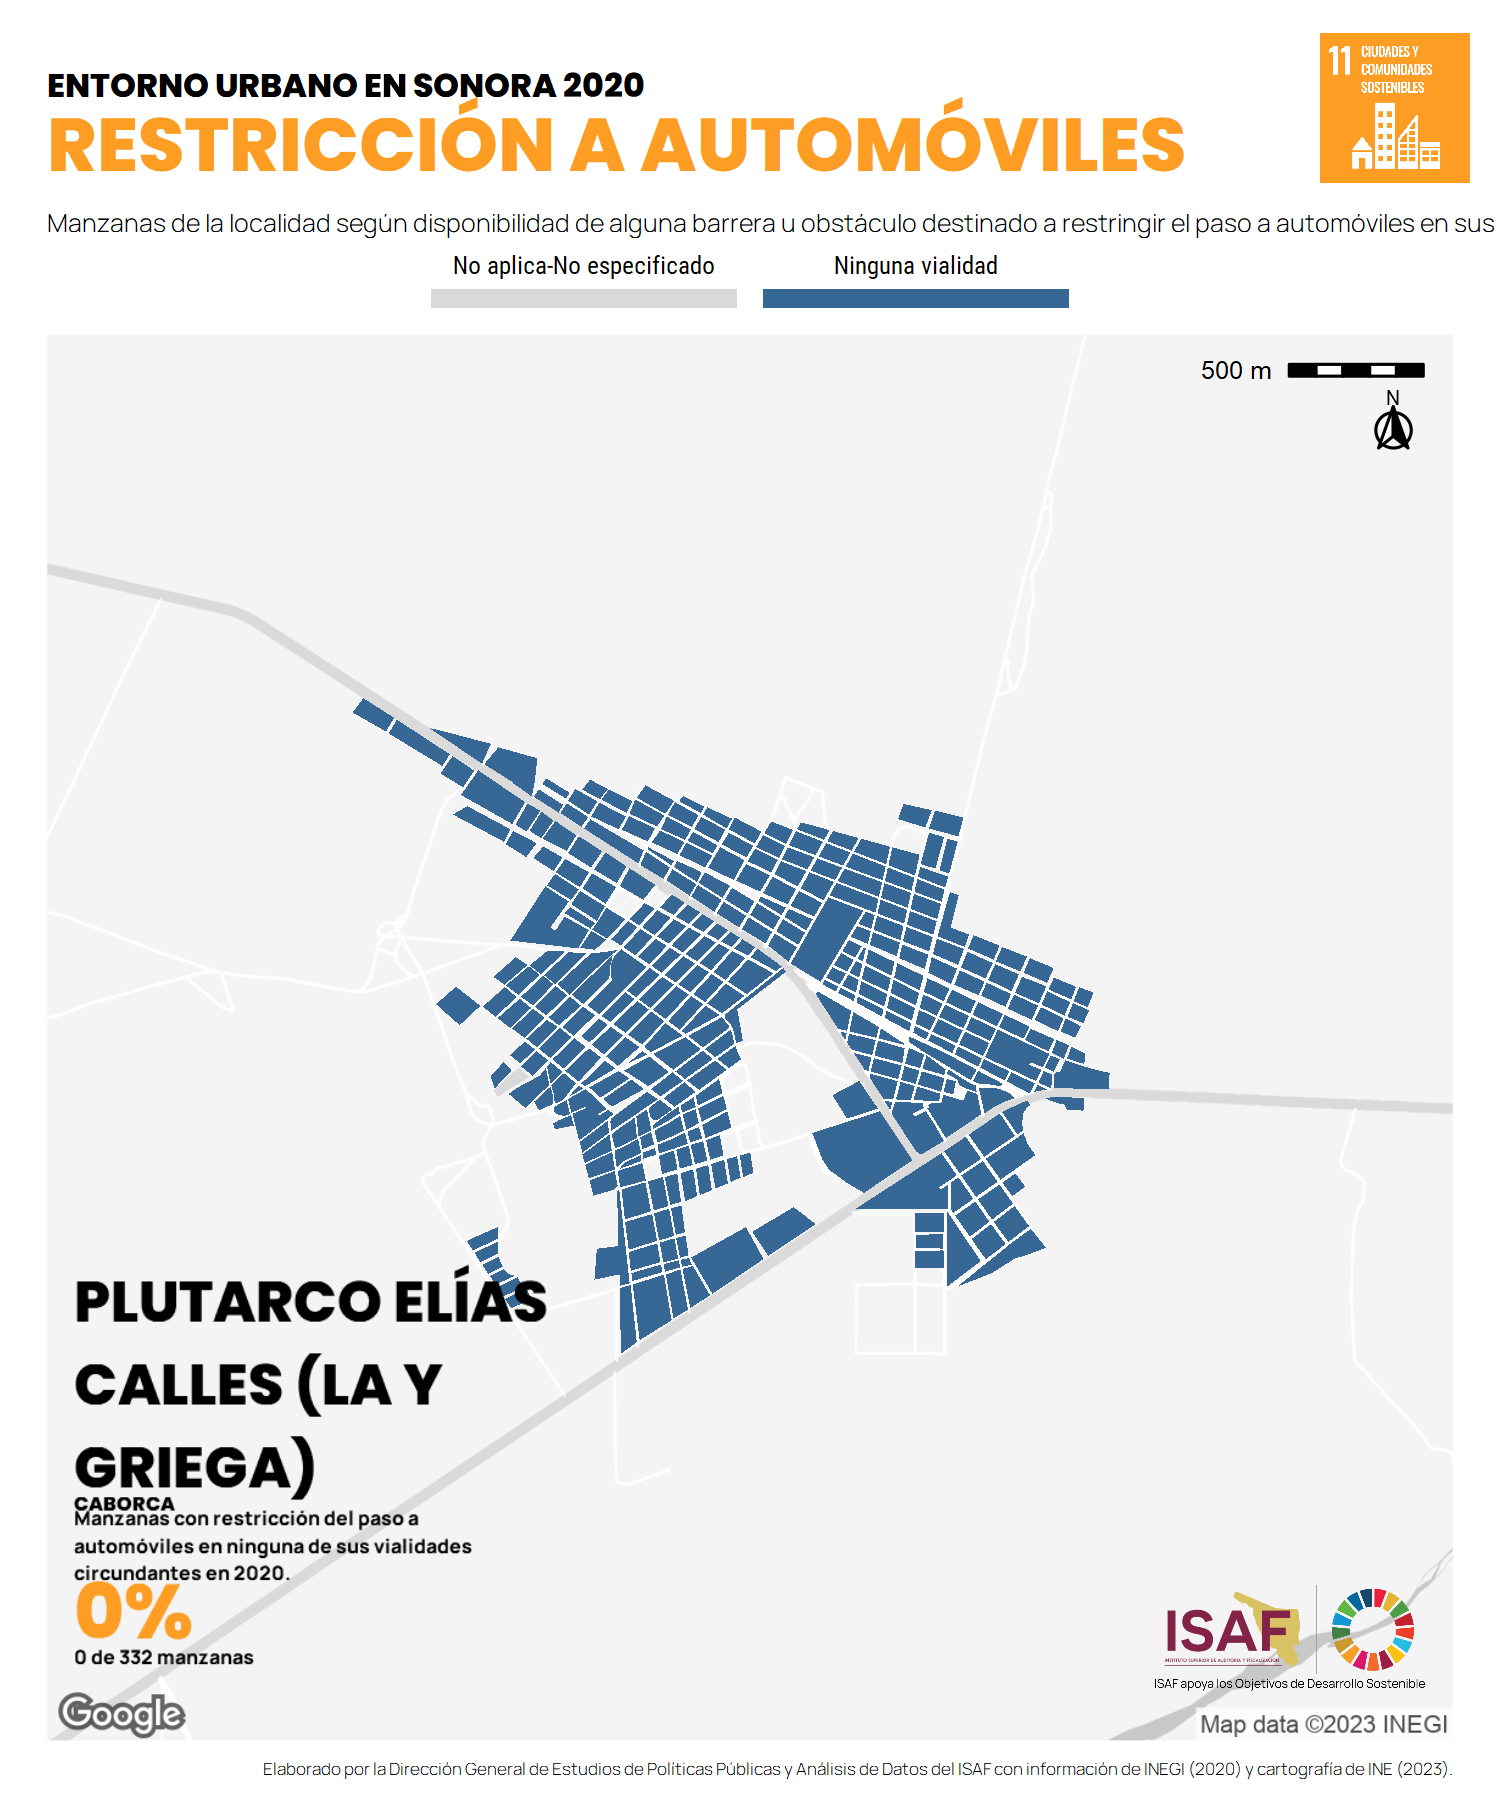 ENTORNO URBANO EN SONORA 2020
RESTRICCIÓN A AUTOMÓVILES
11 CIUDADES Y
COMUNIDADES
SOSTENIBLES
Manzanas de la localidad según disponibilidad de alguna barrera u obstáculo destinado a restringir el paso a automóviles en sus
No aplica-No especificado
Ninguna vialidad
500 m
N
PLUTARCO ELÍAS
CALLES (LA Y
GRIEGA)
CABORCA
Manzanas con restricción del paso a
automóviles en ninguna de sus vialidades
circundantes en 2020.
0%
0 de 332 manzanas
ISAF
INSTITUTO SUPERIOR DE AUDITORÍA Y FISCALIZACIÓN
ISAF apoya los Objetivos de Desarrollo Sostenible
Google
Map data ©2023 INEGI
Elaborado por la Dirección General de Estudios de Políticas Públicas y Análisis de Datos del ISAF con información de INEGI (2020) y cartografía de INE (2023).